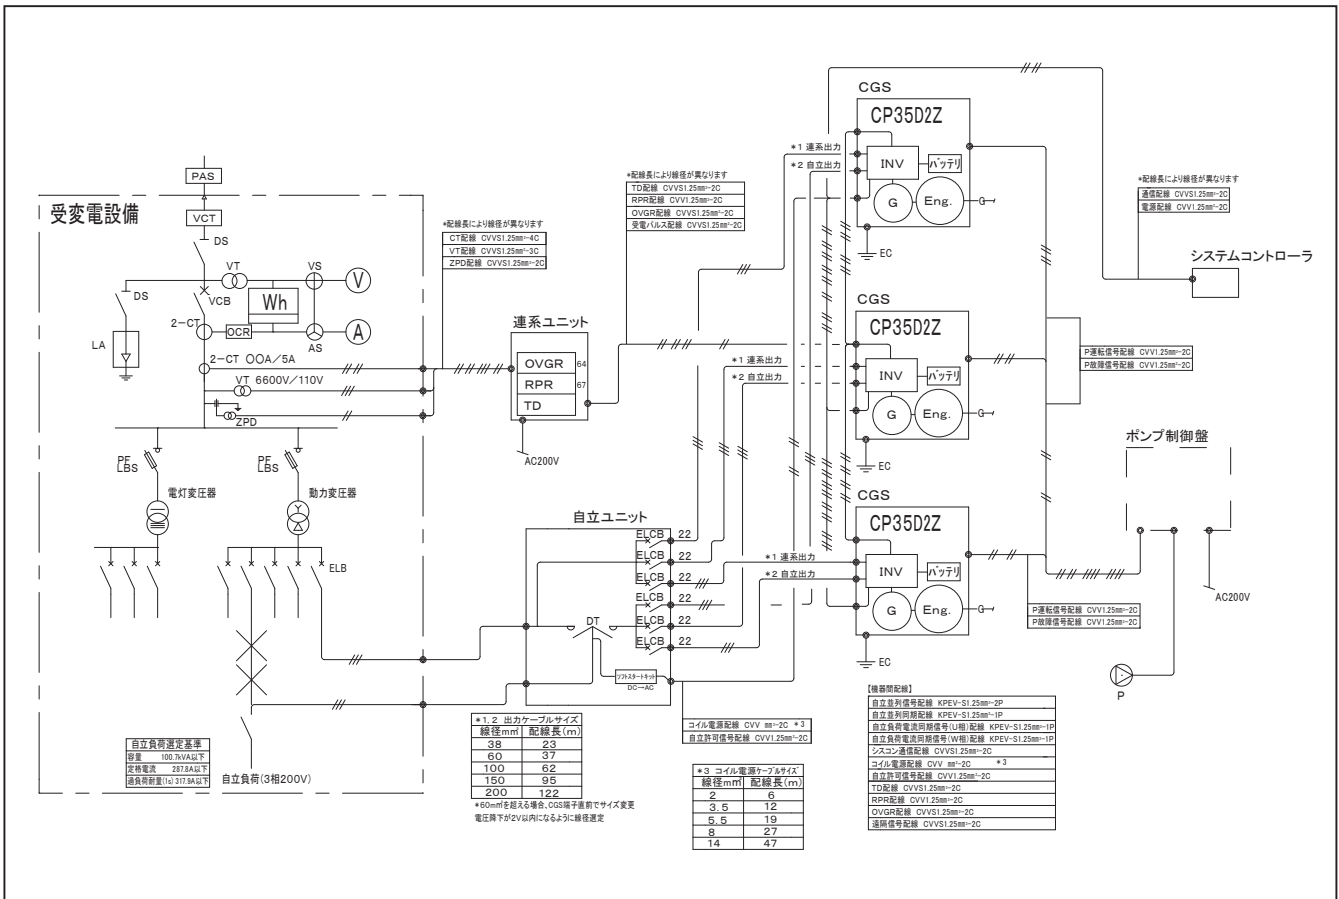 PAS
受変電設備
VCT
DS
VT
VS
V
DS
VCB
Wh
2-CT
OCR
AS
A
LA
2-CT ○○A/5A
VT 6600V/110V
ZPD
PF
LBS
PF
LBS
電灯変圧器
動力変圧器
ELB
自立負荷選定基準
容量 100.7kVA以下
定格電流 287.8A以下
過負荷耐量(1s) 317.9A以下
自立負荷(3相200V)
*配線長により線径が異なります
CT配線 CVVS1.25mm²-4C
VT配線 CVVS1.25mm²-3C
ZPD配線 CVVS1.25mm²-2C
連系ユニット
OVGR 64
RPR 67
TD
AC200V
*配線長により線径が異なります
TD配線 CVVS1.25mm²-2C
RPR配線 CVV1.25mm²-2C
OVGR配線 CVVS1.25mm²-2C
受電パルス配線 CVVS1.25mm²-2C
自立ユニット
ELCB 22
ELCB 22
ELCB 22
ELCB 22
ELCB 22
ELCB 22
DT
ソフトスタートキット
DC→AC
*1,2 出力ケーブルサイズ
線径mm² 配線長(m)
38 23
60 37
100 62
150 95
200 122
*60mm²を超える場合、CGS端子直前でサイズ変更
電圧降下が2V以内になるように線径選定
コイル電源配線 CVV mm²-2C *3
自立許可信号配線 CVV1.25mm²-2C
*3 コイル電源ケーブルサイズ
線径mm² 配線長(m)
2 6
3.5 12
5.5 19
8 27
14 47
CGS
CP35D2Z
*1 連系出力
*2 自立出力
INV
バッテリ
G
Eng.
G
EC
CGS
CP35D2Z
*1 連系出力
*2 自立出力
INV
バッテリ
G
Eng.
G
EC
CGS
CP35D2Z
*1 連系出力
*2 自立出力
INV
バッテリ
G
Eng.
G
EC
*配線長により線径が異なります
通信配線 CVVS1.25mm²-2C
電源配線 CVV1.25mm²-2C
システムコントローラ
P運転信号配線 CVV1.25mm²-2C
P故障信号配線 CVV1.25mm²-2C
ポンプ制御盤
AC200V
P運転信号配線 CVV1.25mm²-2C
P故障信号配線 CVV1.25mm²-2C
P
【機器間配線】
自立並列信号配線 KPEV-S1.25mm²-2P
自立並列同期配線 KPEV-S1.25mm²-1P
自立負荷電流同期信号(U相)配線 KPEV-S1.25mm²-1P
自立負荷電流同期信号(W相)配線 KPEV-S1.25mm²-1P
シスコン通信配線 CVVS1.25mm²-2C
コイル電源配線 CVV mm²-2C *3
自立許可信号配線 CVV1.25mm²-2C
TD配線 CVVS1.25mm²-2C
RPR配線 CVV1.25mm²-2C
OVGR配線 CVVS1.25mm²-2C
遠隔信号配線 CVVS1.25mm²-2C